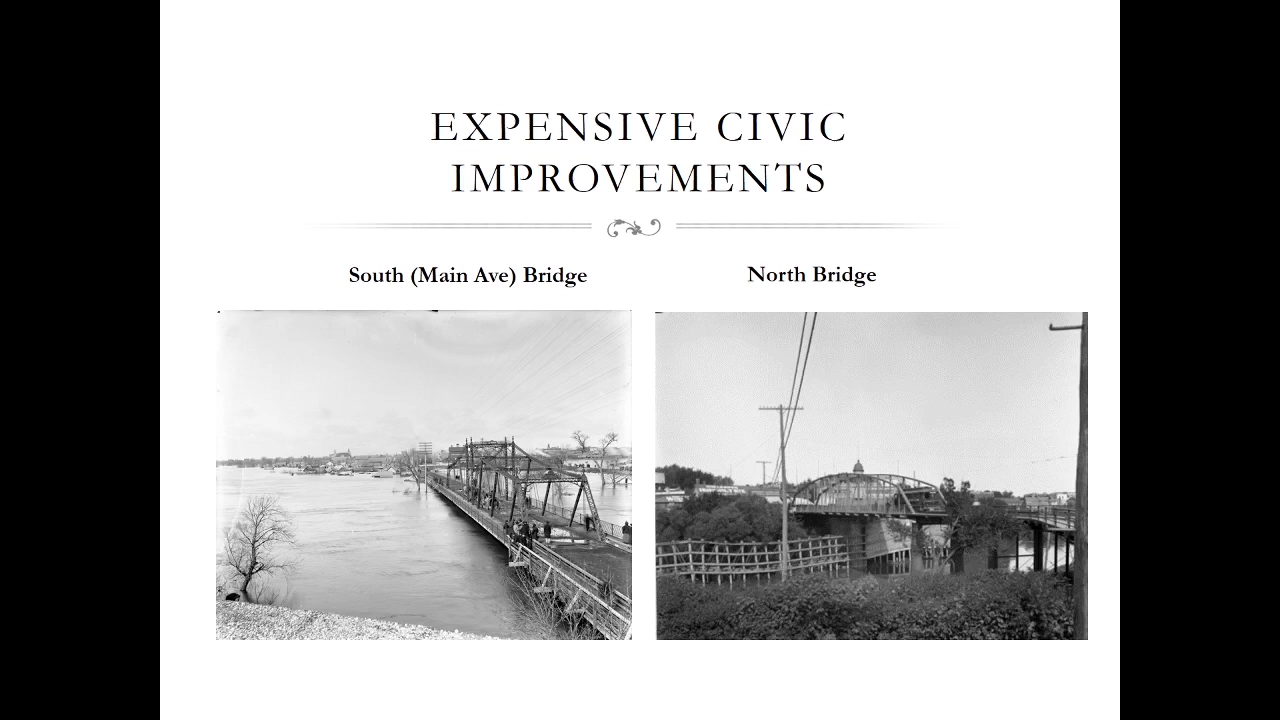 EXPENSIVE CIVIC
IMPROVEMENTS
South (Main Ave) Bridge
North Bridge